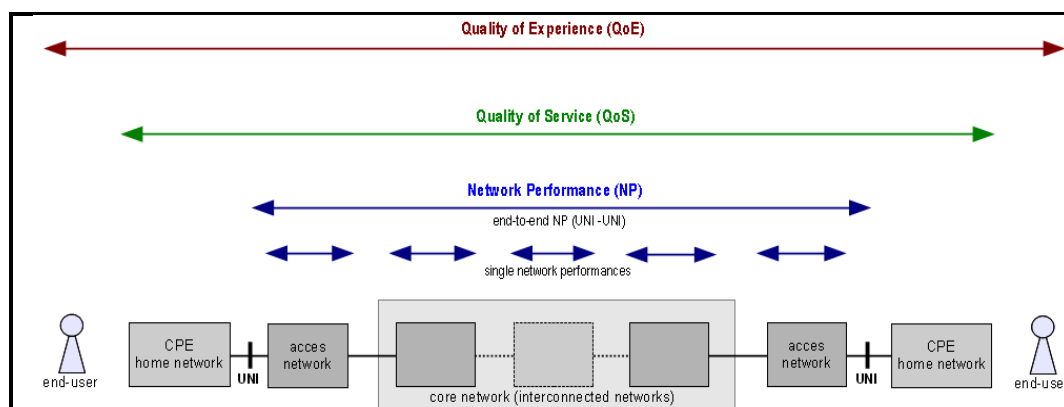 Quality of Experience (QoE)
Quality of Service (QoS)
Network Performance (NP)
end-to-end NP (UNI -UNI)
single network performances
CPE
home network
UNI
acces
network
acces
network
UNI
CPE
home network
end-user
core network (interconnected networks)
end-use